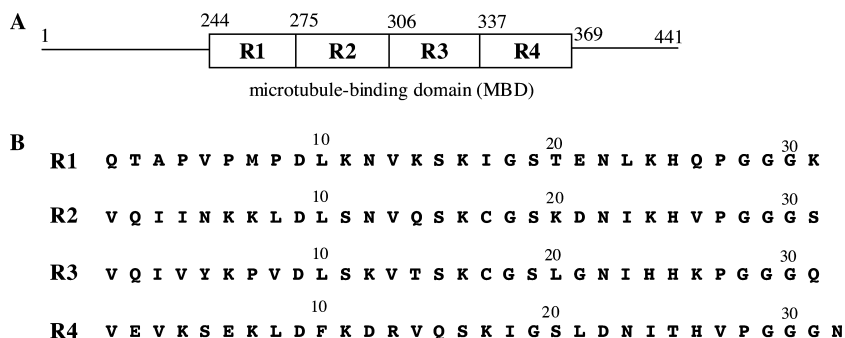 A
1 244 275 306 337 369 441
R1 R2 R3 R4
microtubule-binding domain (MBD)
B
10 20 30
R1 Q T A P V P M P D L K N V K S K I G S T E N L K H Q P G G G K
10 20 30
R2 V Q I I N K K L D L S N V Q S K C G S K D N I K H V P G G G S
10 20 30
R3 V Q I V Y K P V D L S K V T S K C G S L G N I H H K P G G G Q
10 20 30
R4 V E V K S E K L D F K D R V Q S K I G S L D N I T H V P G G G N